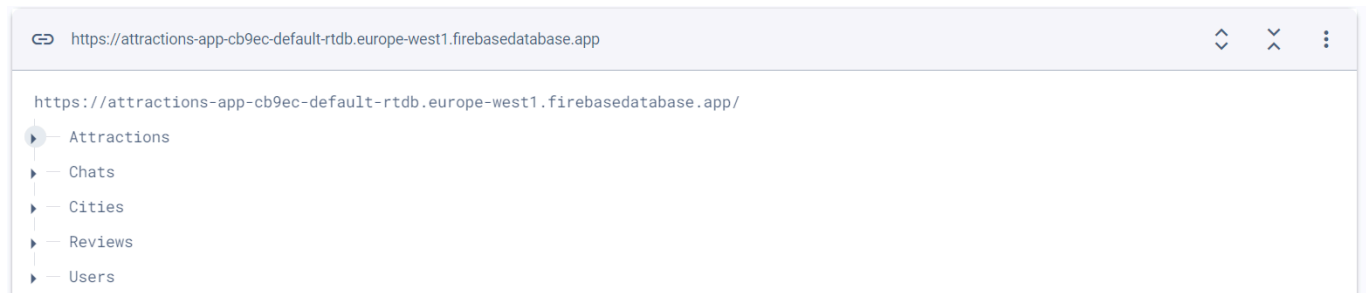 https://attractions-app-cb9ec-default-rtdb.europe-west1.firebasedatabase.app
https://attractions-app-cb9ec-default-rtdb.europe-west1.firebasedatabase.app/
Attractions
Chats
Cities
Reviews
Users